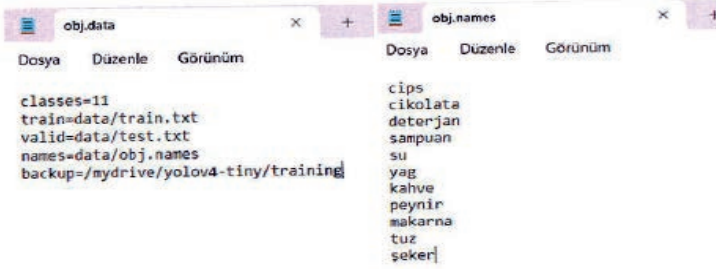 obj.data
Dosya Düzenle Görünüm
classes=11
train=data/train.txt
valid=data/test.txt
names=data/obj.names
backup=/mydrive/yolov4-tiny/training
obj.names
Dosya Düzenle Görünüm
cips
cikolata
deterjan
sampuan
su
yag
kahve
peynir
makarna
tuz
şeker